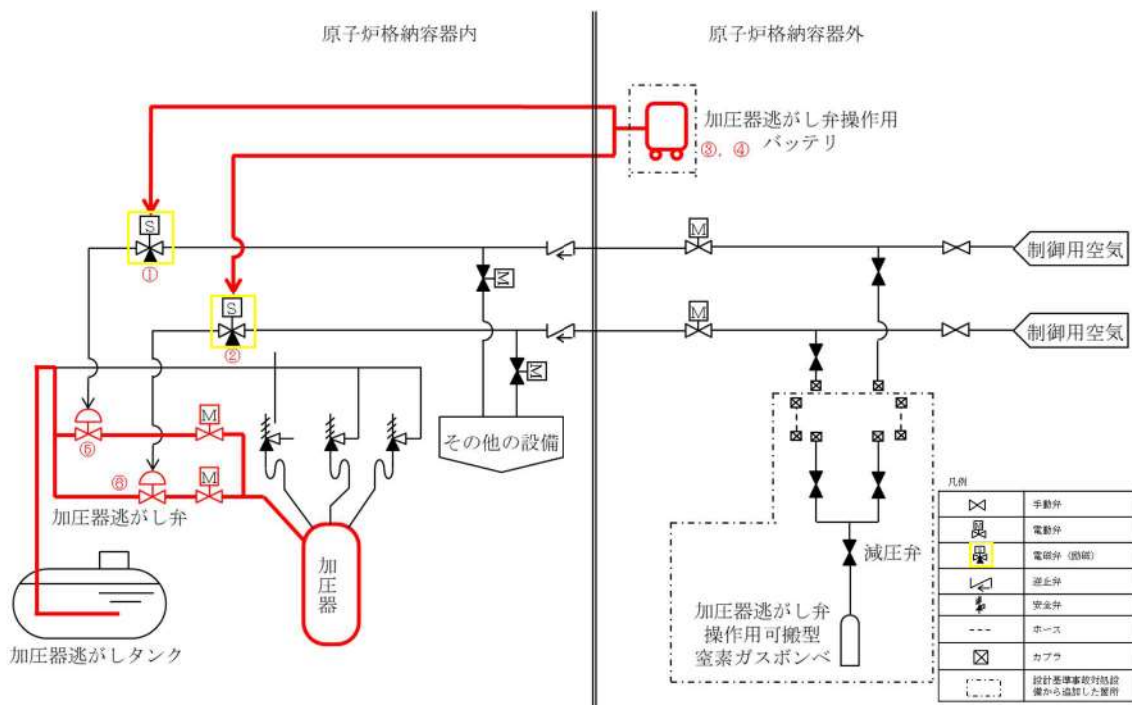 原子炉格納容器内
原子炉格納容器外
加圧器逃がし弁操作用
バッテリ
③, ④
S
①
M
制御用空気
M
S
②
M
制御用空気
M
その他の設備
M
⑥
M
⑧
加圧器逃がし弁
加圧器
減圧弁
加圧器逃がし弁
操作用可搬型
窒素ガスボンベ
加圧器逃がしタンク
凡例
手動弁
M
電動弁
電磁弁（励磁）
逆止弁
安全弁
ホース
カプラ
設計基準事故対処設
備から追加した箇所